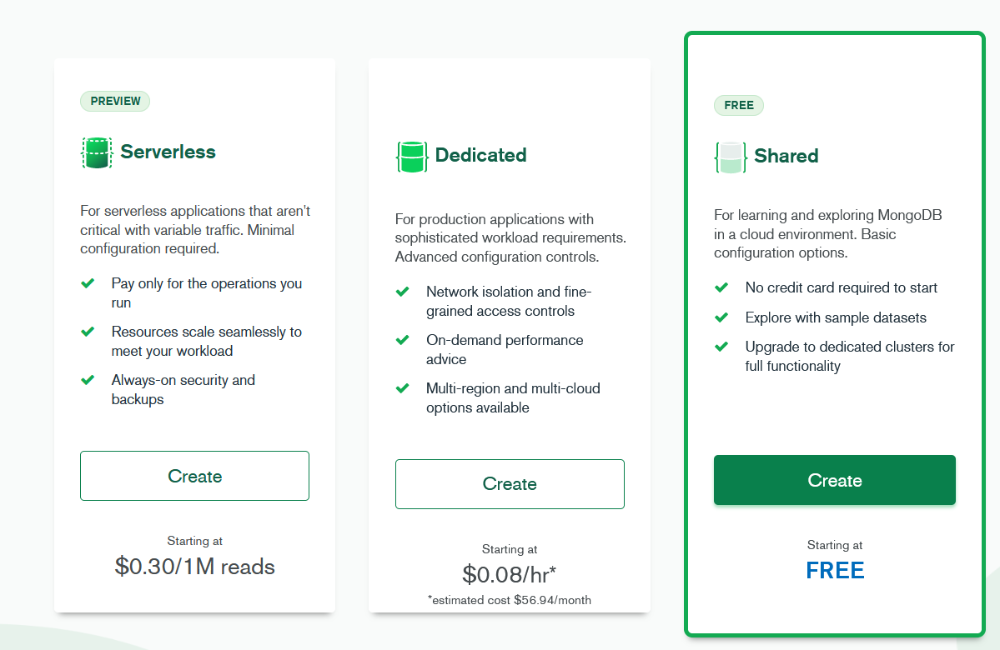 PREVIEW
Serverless
For serverless applications that aren't
critical with variable traffic. Minimal
configuration required.
Pay only for the operations you
run
Resources scale seamlessly to
meet your workload
Always-on security and
backups
Create
Starting at
$0.30/1M reads
Dedicated
For production applications with
sophisticated workload requirements.
Advanced configuration controls.
Network isolation and fine-
grained access controls
On-demand performance
advice
Multi-region and multi-cloud
options available
Create
Starting at
$0.08/hr*
*estimated cost $56.94/month
FREE
Shared
For learning and exploring MongoDB
in a cloud environment. Basic
configuration options.
No credit card required to start
Explore with sample datasets
Upgrade to dedicated clusters for
full functionality
Create
Starting at
FREE